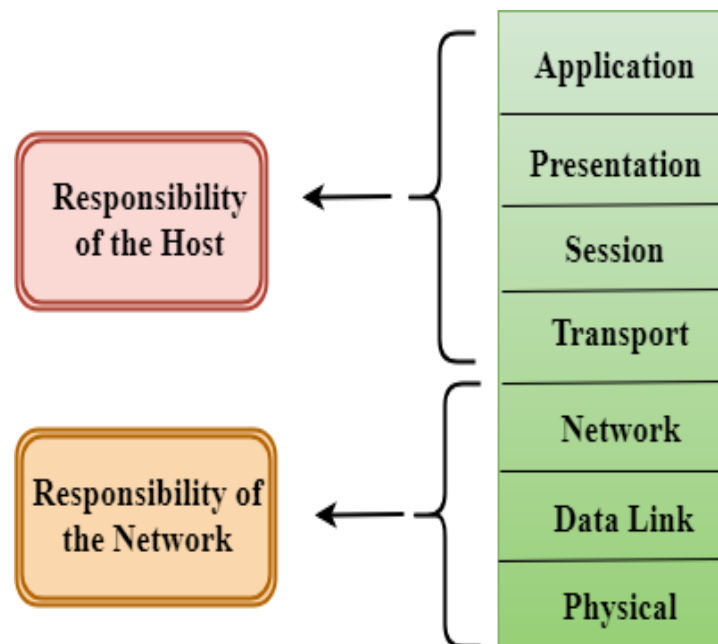 Application
Presentation
Session
Transport
Network
Data Link
Physical
Responsibility
of the Host
Responsibility of
the Network